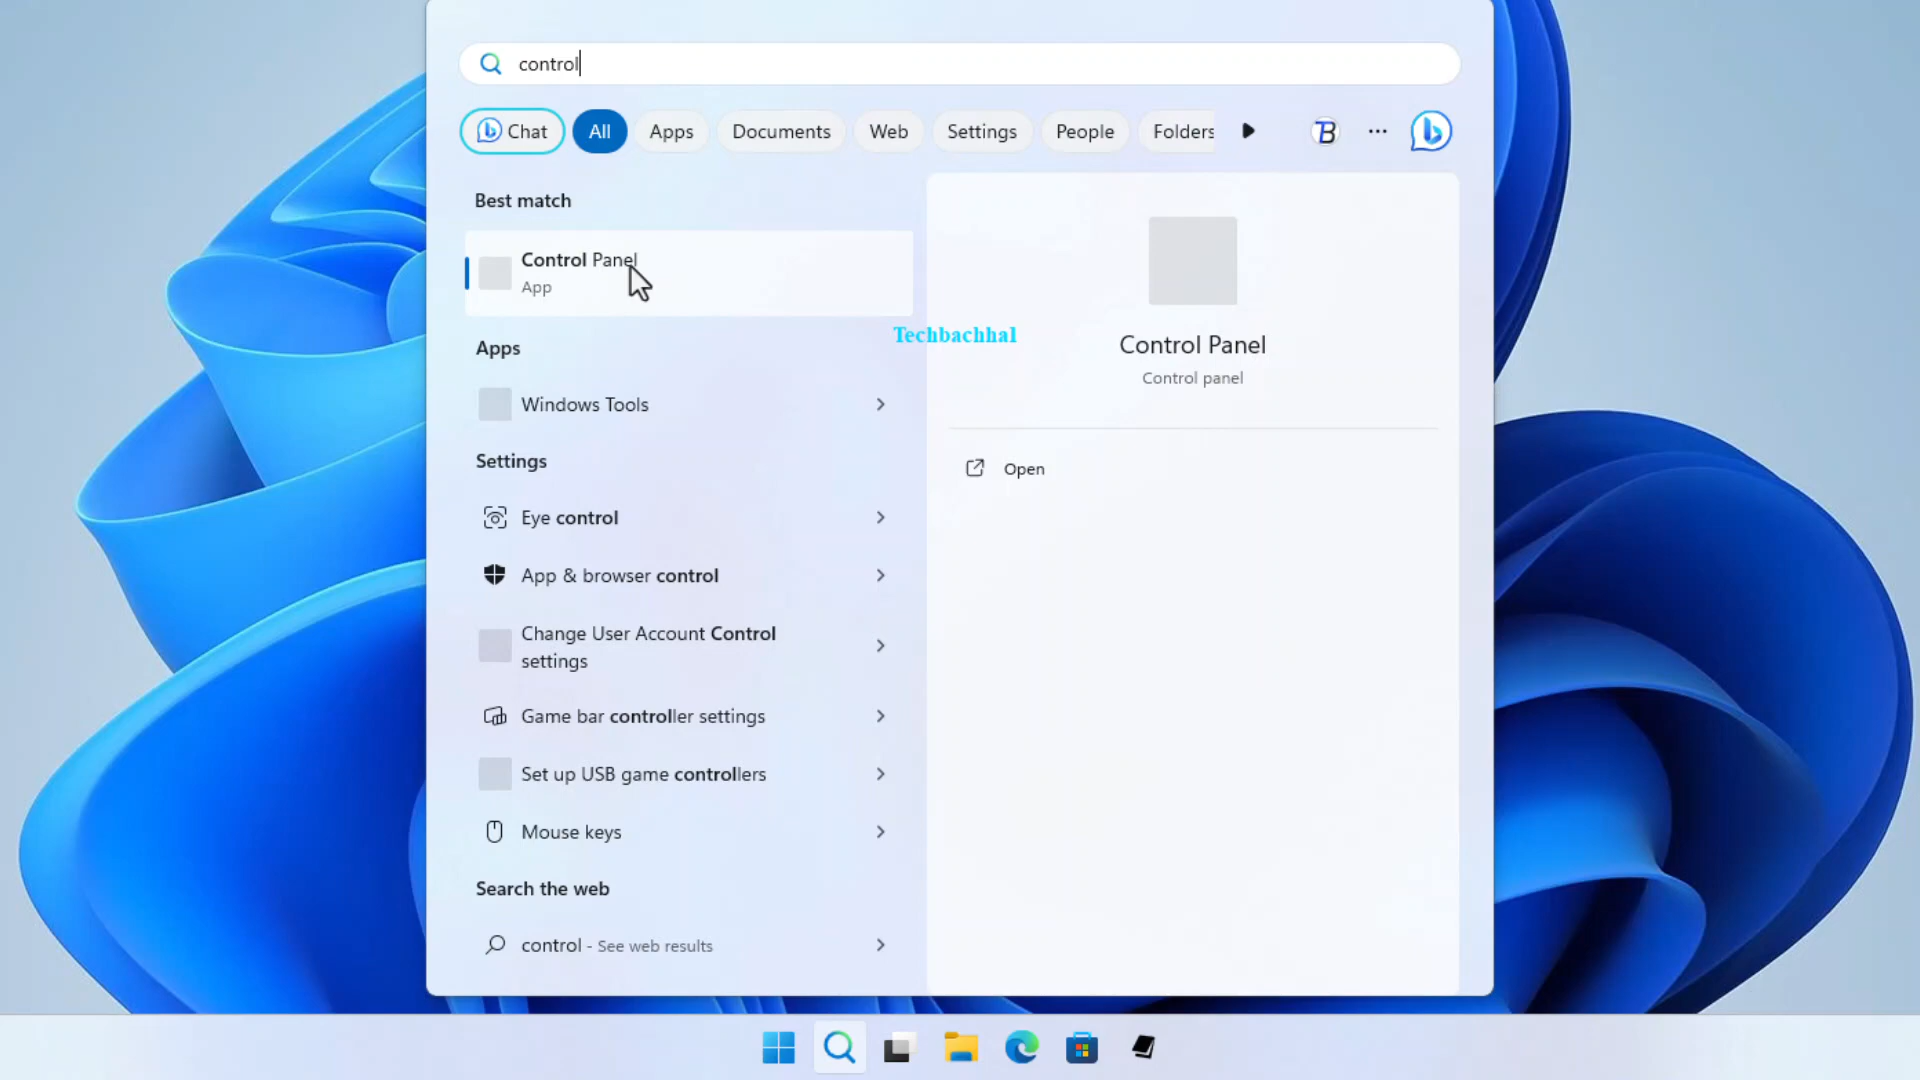 control
Chat
All
Apps
Documents
Web
Settings
People
Folders
B
Best match
Control Panel
App
Apps
Windows Tools
Settings
Eye control
App & browser control
Change User Account Control
settings
Game bar controller settings
Set up USB game controllers
Mouse keys
Search the web
control - See web results
Techbachhal
Control Panel
Control panel
Open